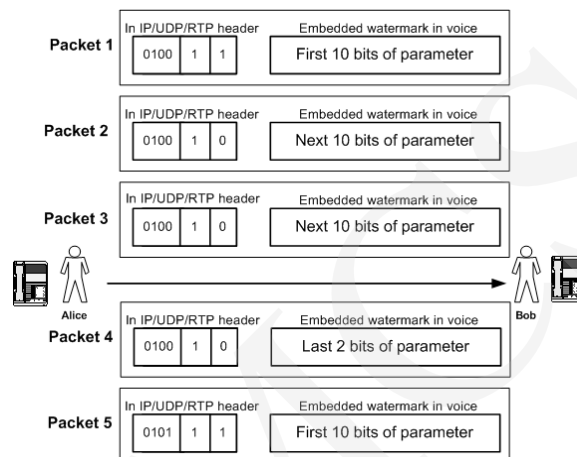 In IP/UDP/RTP header Embedded watermark in voice
Packet 1 0100 1 1 First 10 bits of parameter
In IP/UDP/RTP header Embedded watermark in voice
Packet 2 0100 1 0 Next 10 bits of parameter
In IP/UDP/RTP header Embedded watermark in voice
Packet 3 0100 1 0 Next 10 bits of parameter
Alice Bob
In IP/UDP/RTP header Embedded watermark in voice
Packet 4 0100 1 0 Last 2 bits of parameter
In IP/UDP/RTP header Embedded watermark in voice
Packet 5 0101 1 1 First 10 bits of parameter